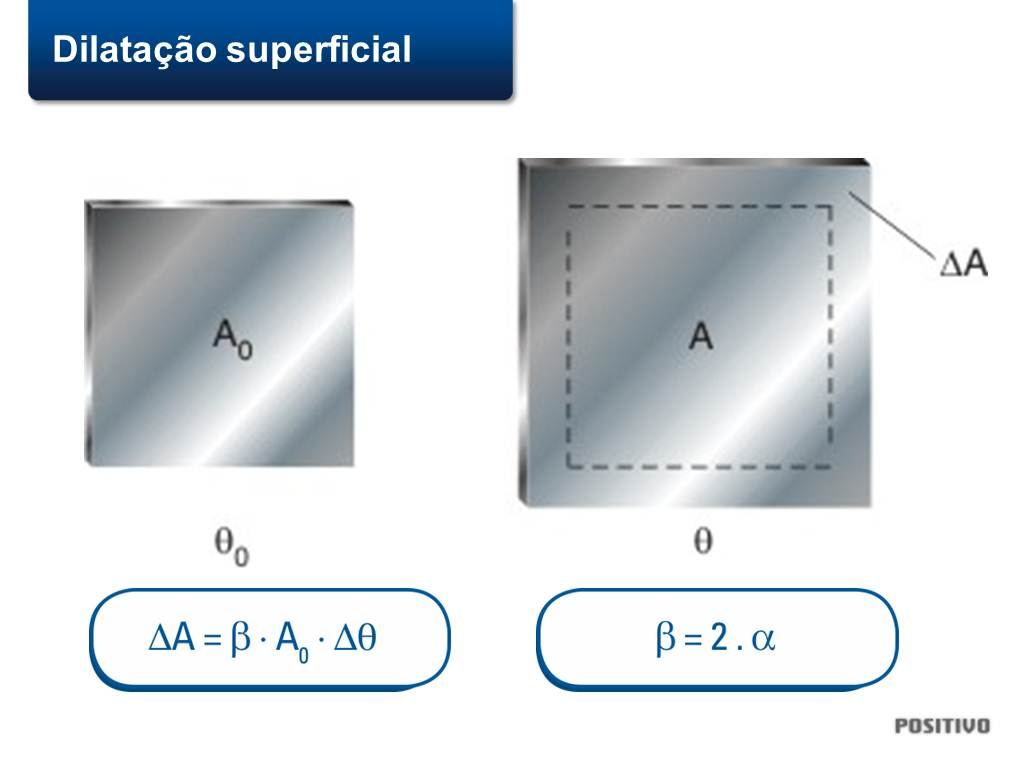 Dilatação superficial
A₀
A
ΔA
θ₀
θ
ΔA = β · A₀ · Δθ
β = 2 . α
POSITIVO